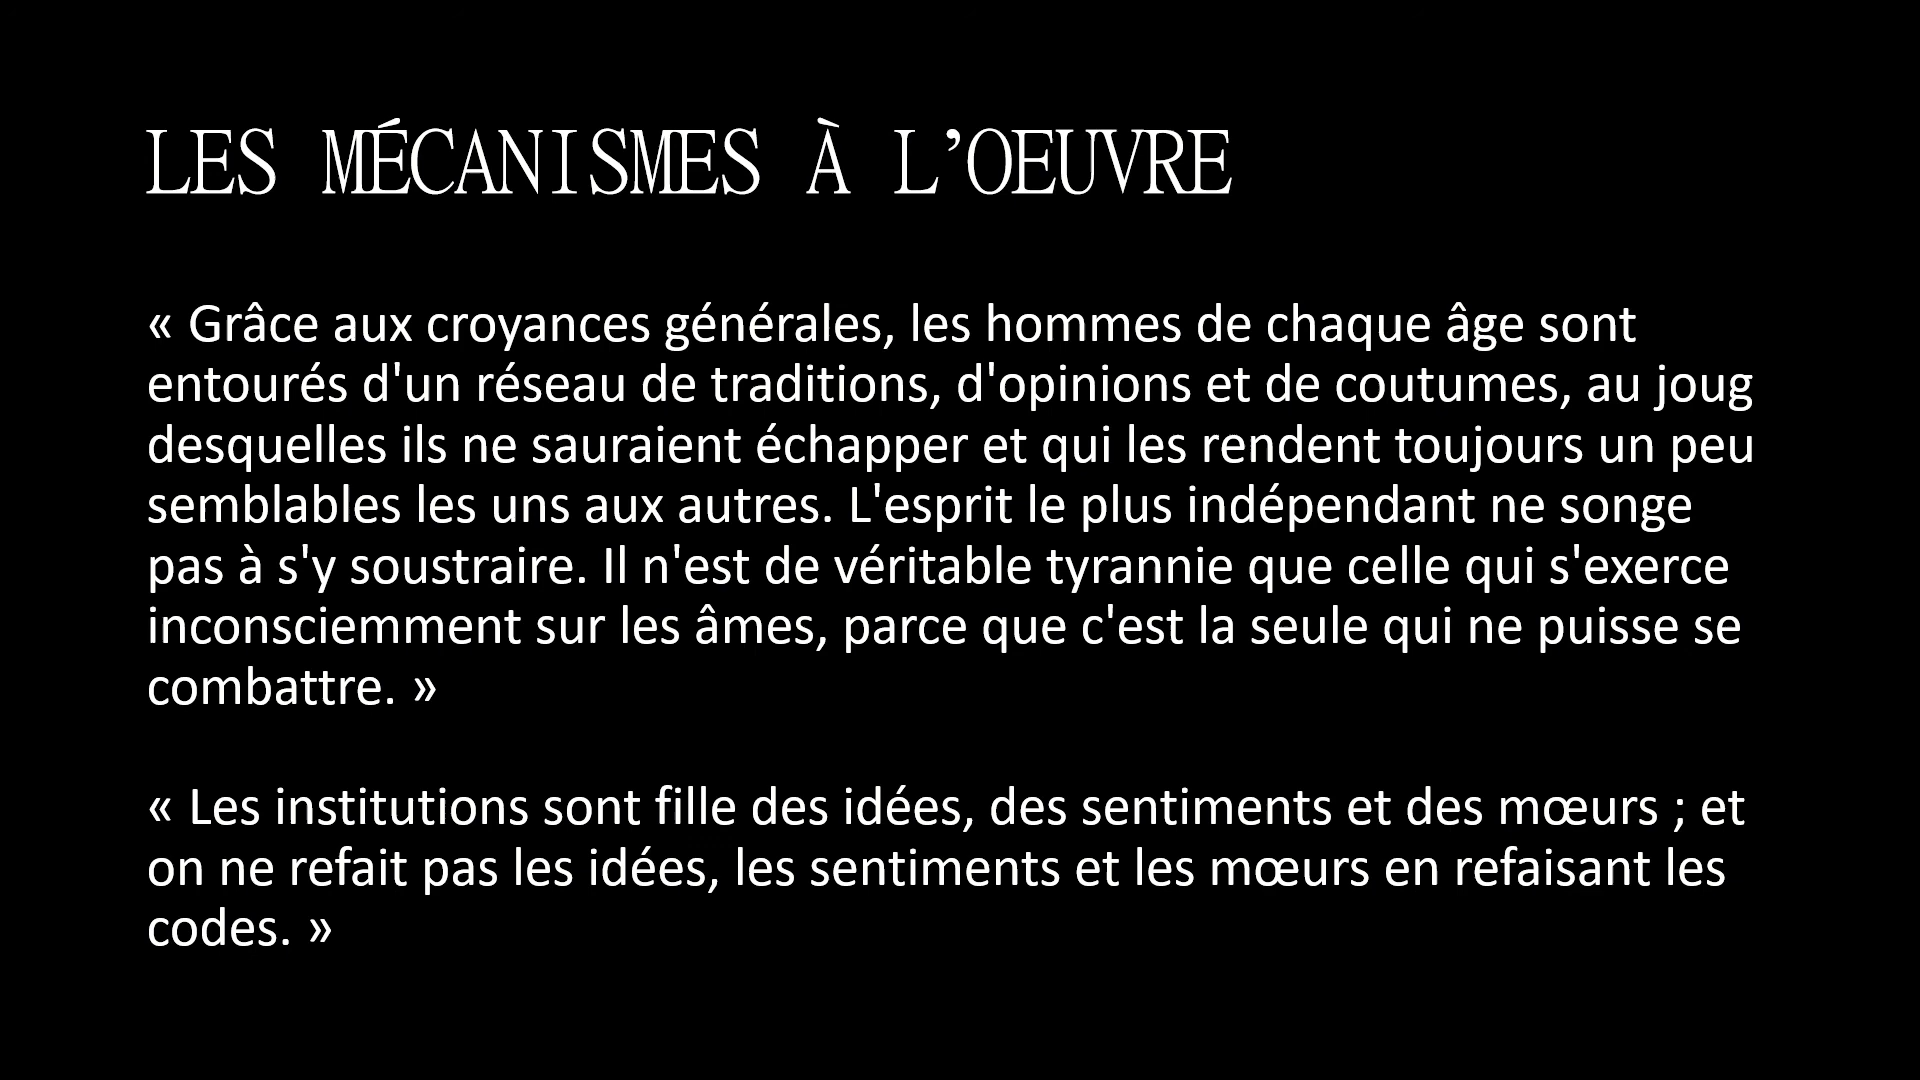 LES MÉCANISMES À L’OEUVRE
« Grâce aux croyances générales, les hommes de chaque âge sont
entourés d'un réseau de traditions, d'opinions et de coutumes, au joug
desquelles ils ne sauraient échapper et qui les rendent toujours un peu
semblables les uns aux autres. L'esprit le plus indépendant ne songe
pas à s'y soustraire. Il n'est de véritable tyrannie que celle qui s'exerce
inconsciemment sur les âmes, parce que c'est la seule qui ne puisse se
combattre. »
« Les institutions sont fille des idées, des sentiments et des mœurs ; et
on ne refait pas les idées, les sentiments et les mœurs en refaisant les
codes. »